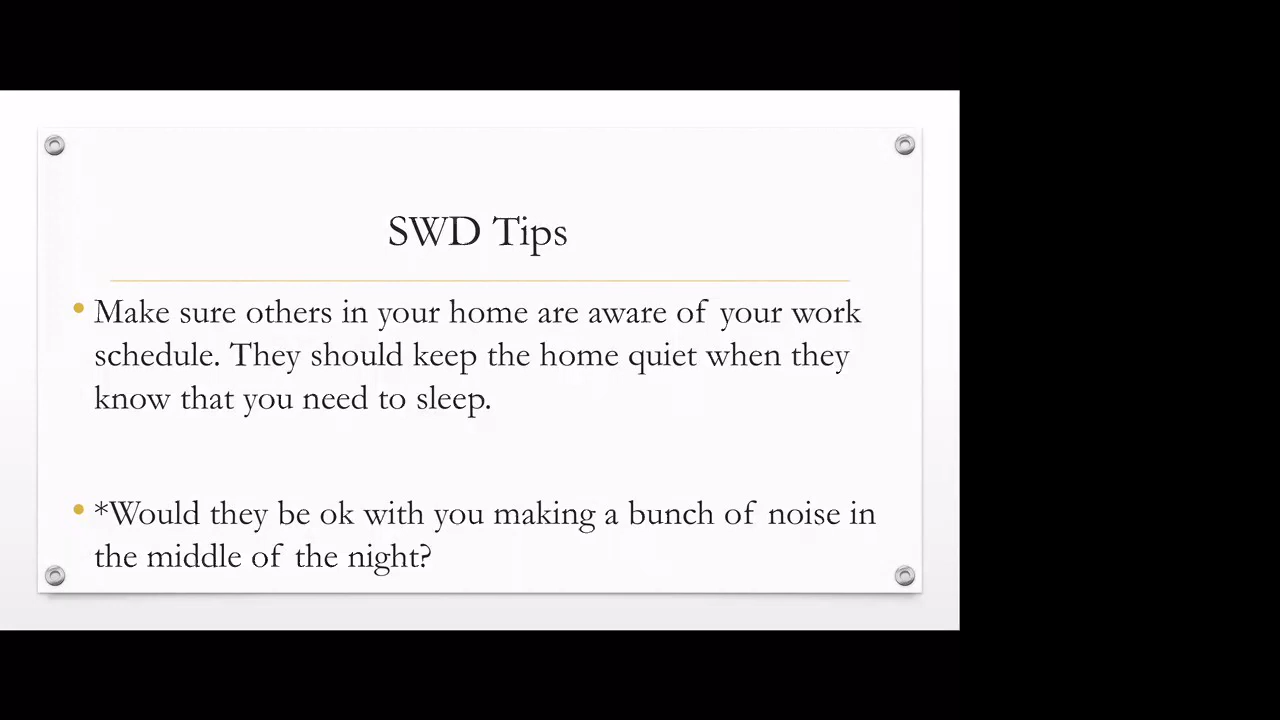 SWD Tips
Make sure others in your home are aware of your work
schedule. They should keep the home quiet when they
know that you need to sleep.
*Would they be ok with you making a bunch of noise in
the middle of the night?